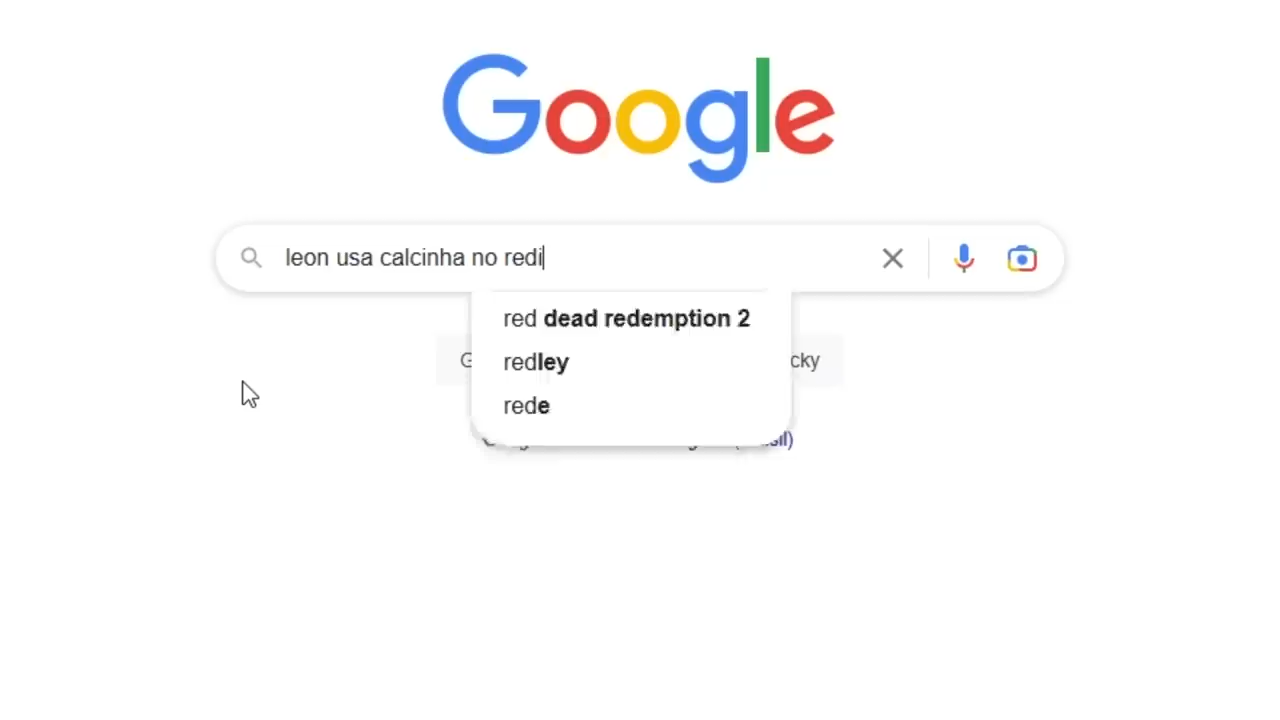 Google
leon usa calcinha no redi
red dead redemption 2
redley
rede
G
cky